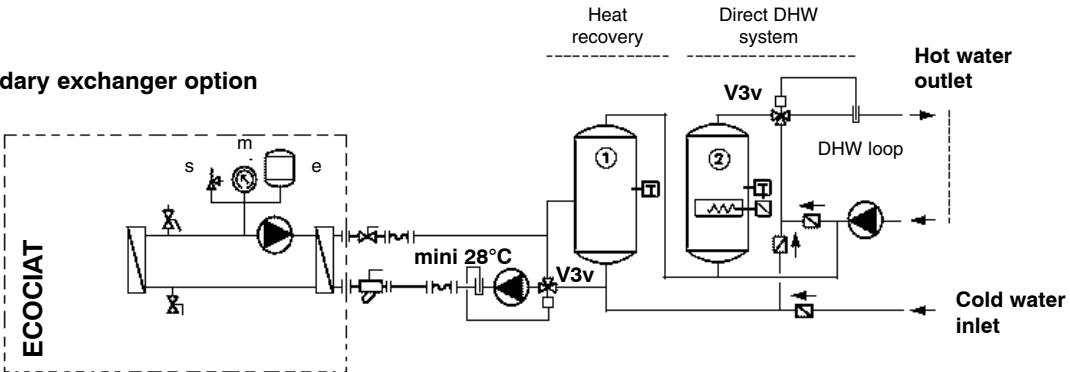 Heat
recovery
Direct DHW
system
Hot water
outlet
dary exchanger option
V3v
m
s
e
1
2
T
T
DHW loop
ECOCIAT
mini 28°C
V3v
Cold water
inlet